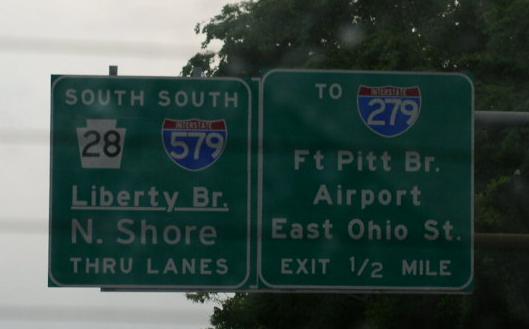 SOUTH SOUTH
28 INTERSTATE 579
Liberty Br.
N. Shore
THRU LANES
TO INTERSTATE 279
Ft Pitt Br.
Airport
East Ohio St.
EXIT 1/2 MILE